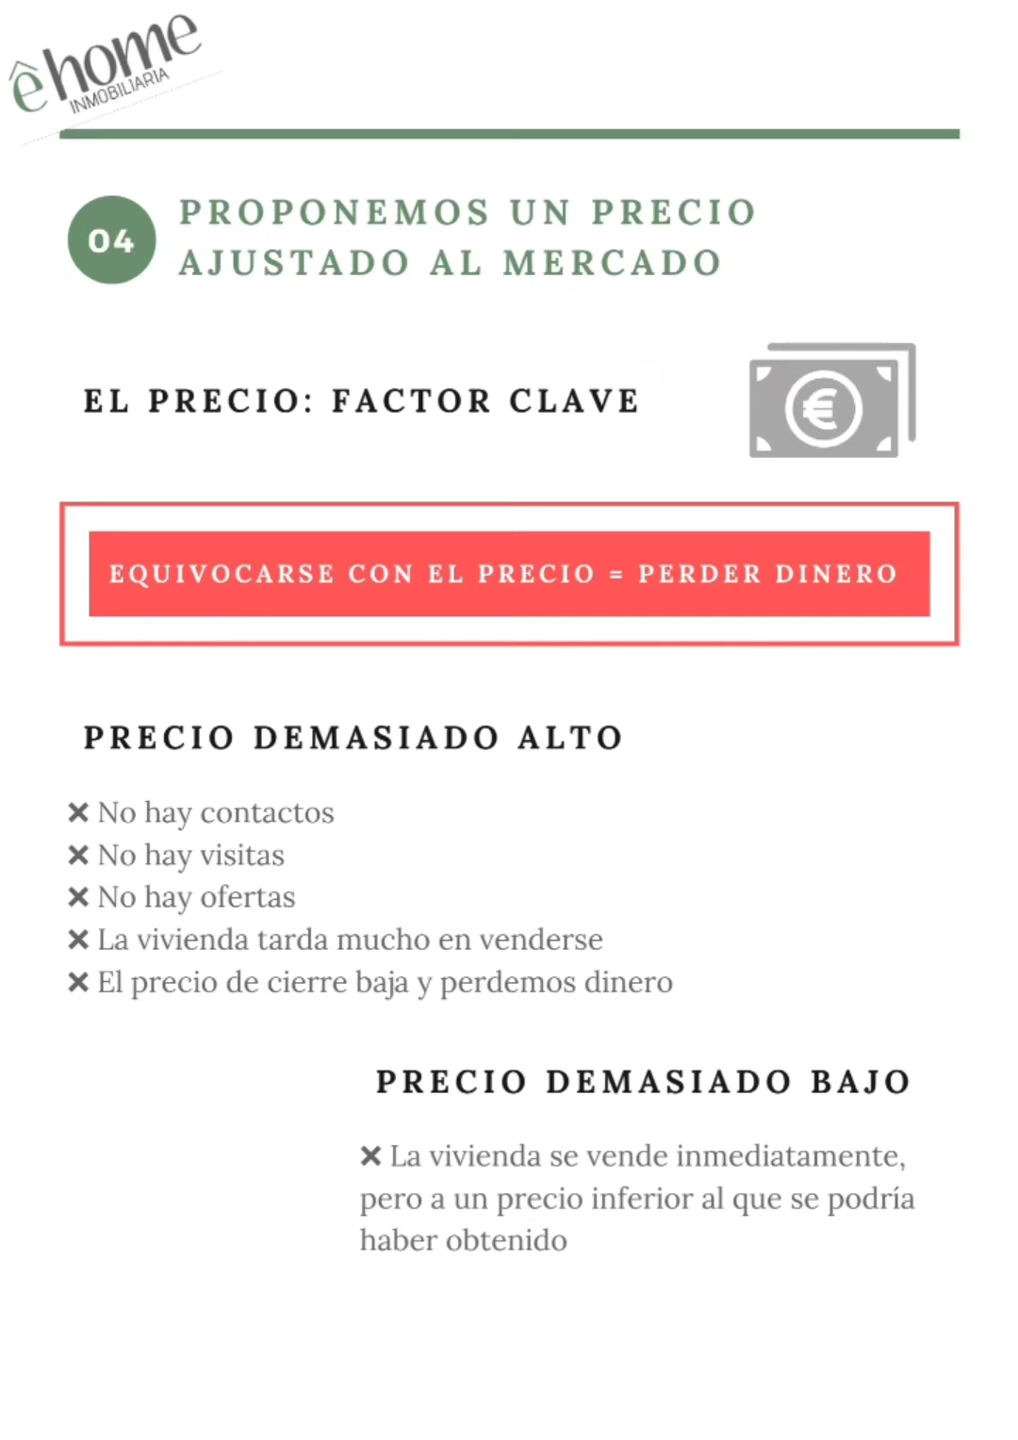 êhome
INMOBILIARIA
04
PROPONEMOS UN PRECIO
AJUSTADO AL MERCADO
EL PRECIO: FACTOR CLAVE
€
EQUIVOCARSE CON EL PRECIO = PERDER DINERO
PRECIO DEMASIADO ALTO
❌ No hay contactos
❌ No hay visitas
❌ No hay ofertas
❌ La vivienda tarda mucho en venderse
❌ El precio de cierre baja y perdemos dinero
PRECIO DEMASIADO BAJO
❌ La vivienda se vende inmediatamente,
pero a un precio inferior al que se podría
haber obtenido